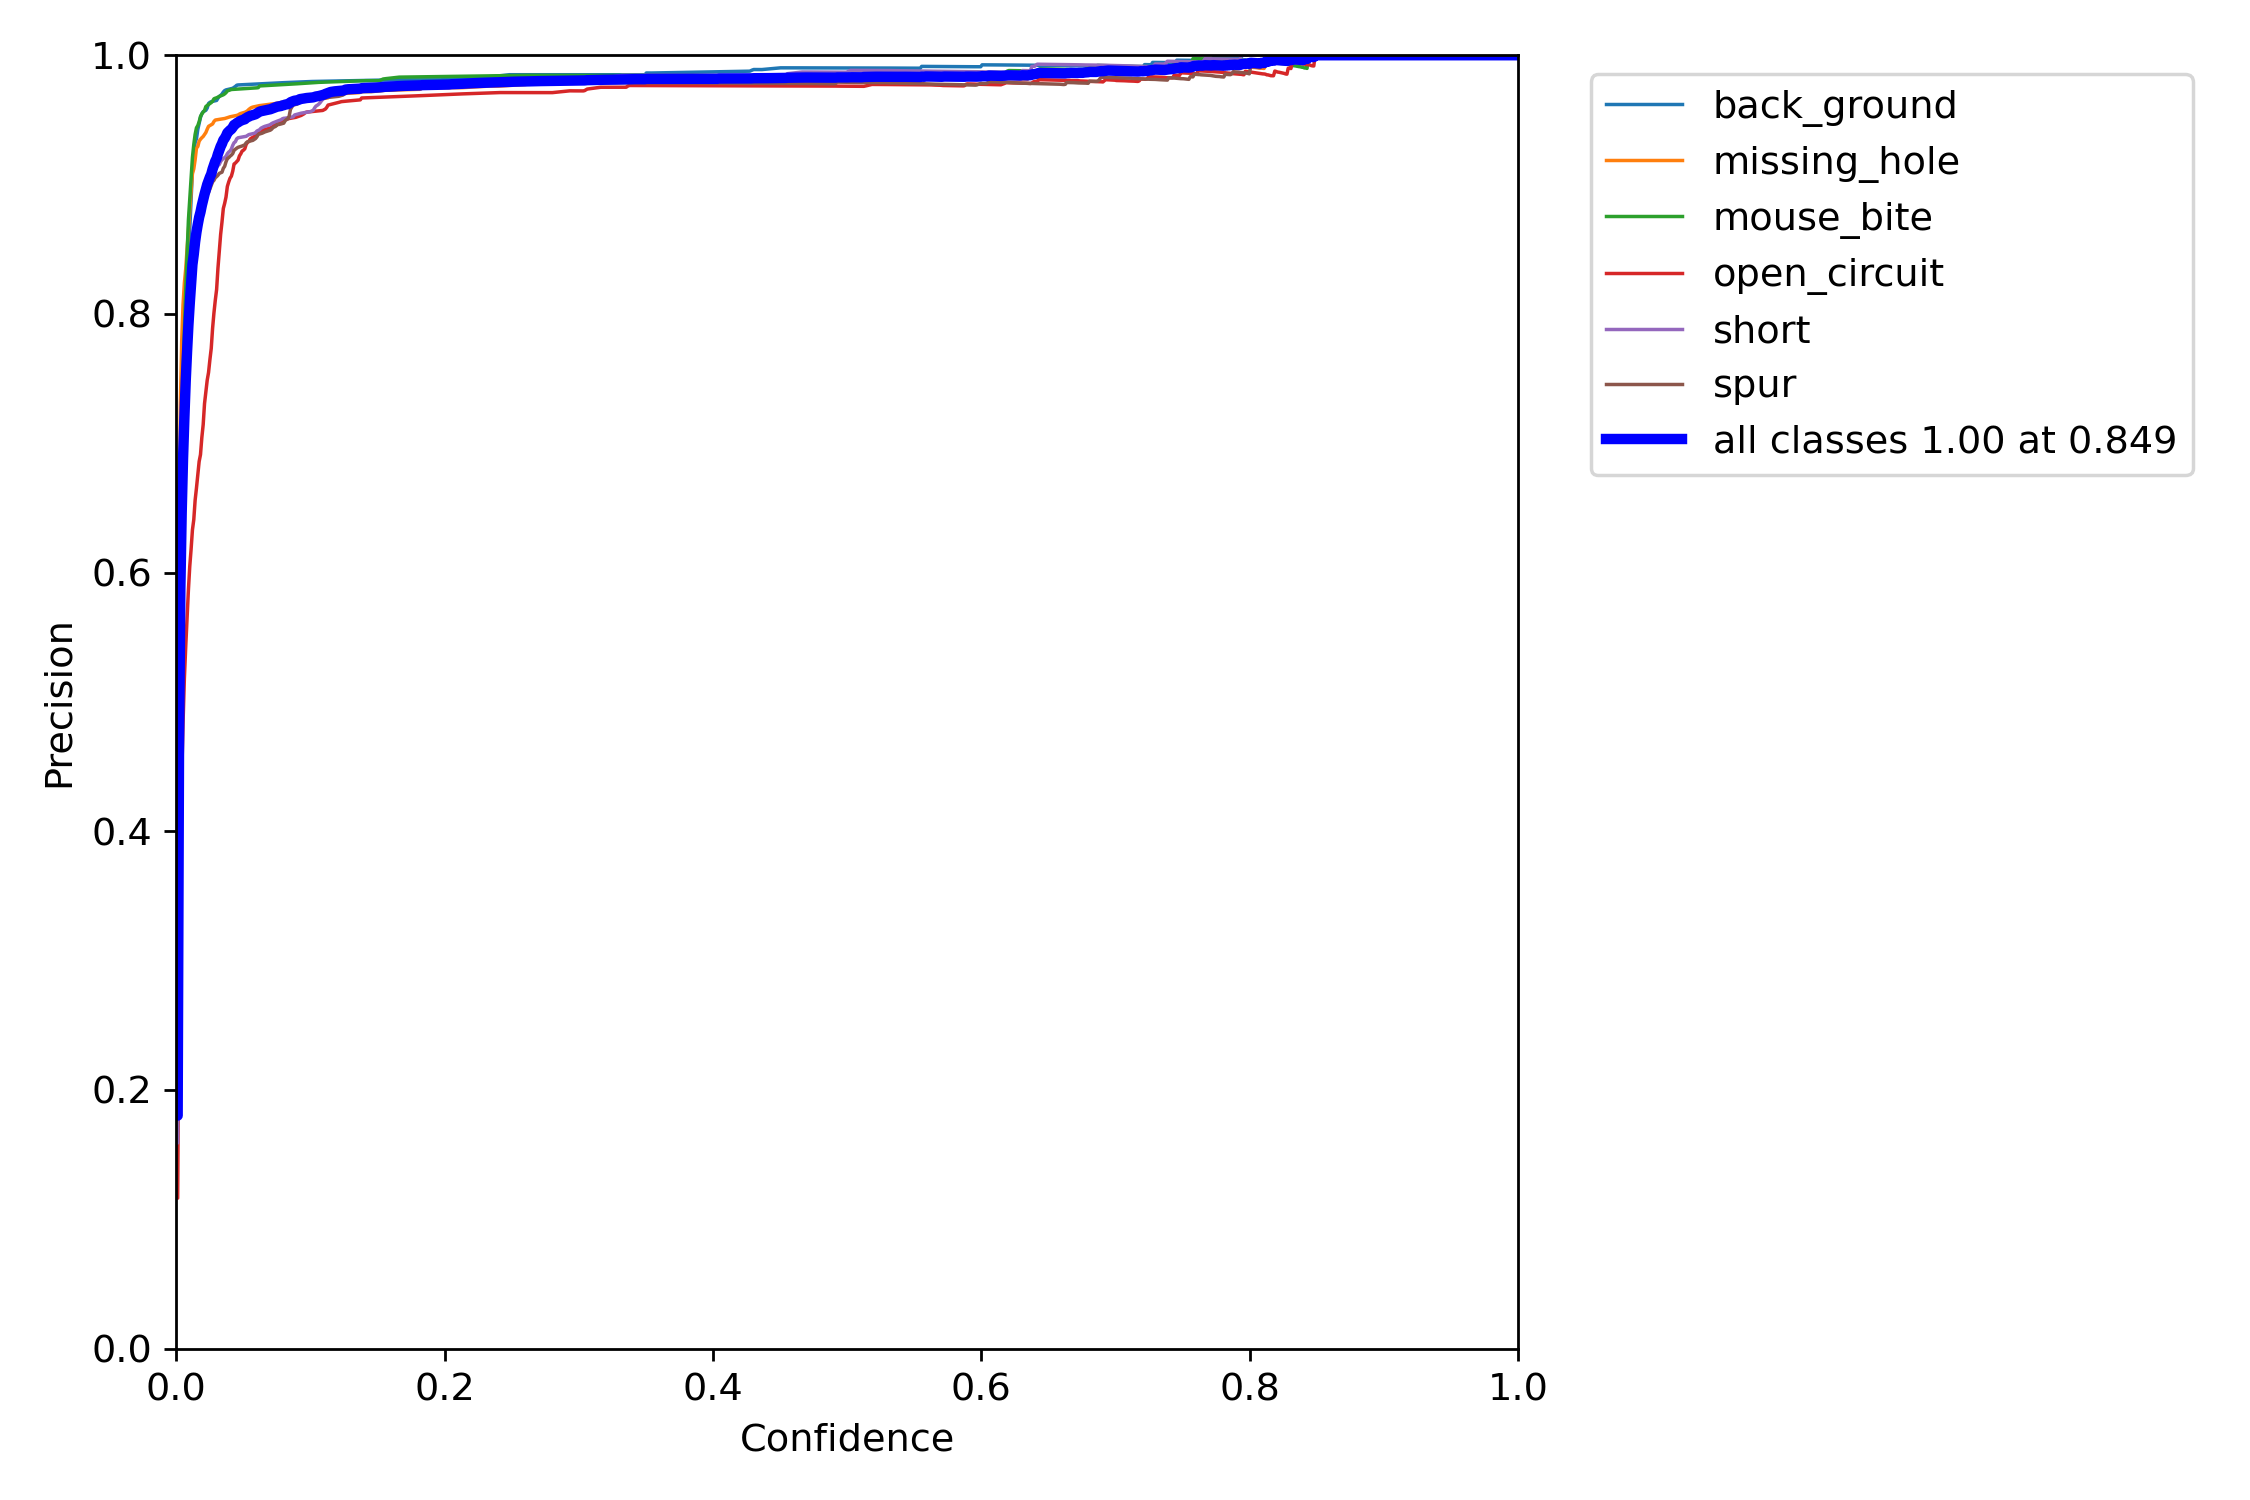 1.0
0.8
0.6
0.4
0.2
0.0
Precision
0.0 0.2 0.4 0.6 0.8 1.0
Confidence
back_ground
missing_hole
mouse_bite
open_circuit
short
spur
all classes 1.00 at 0.849